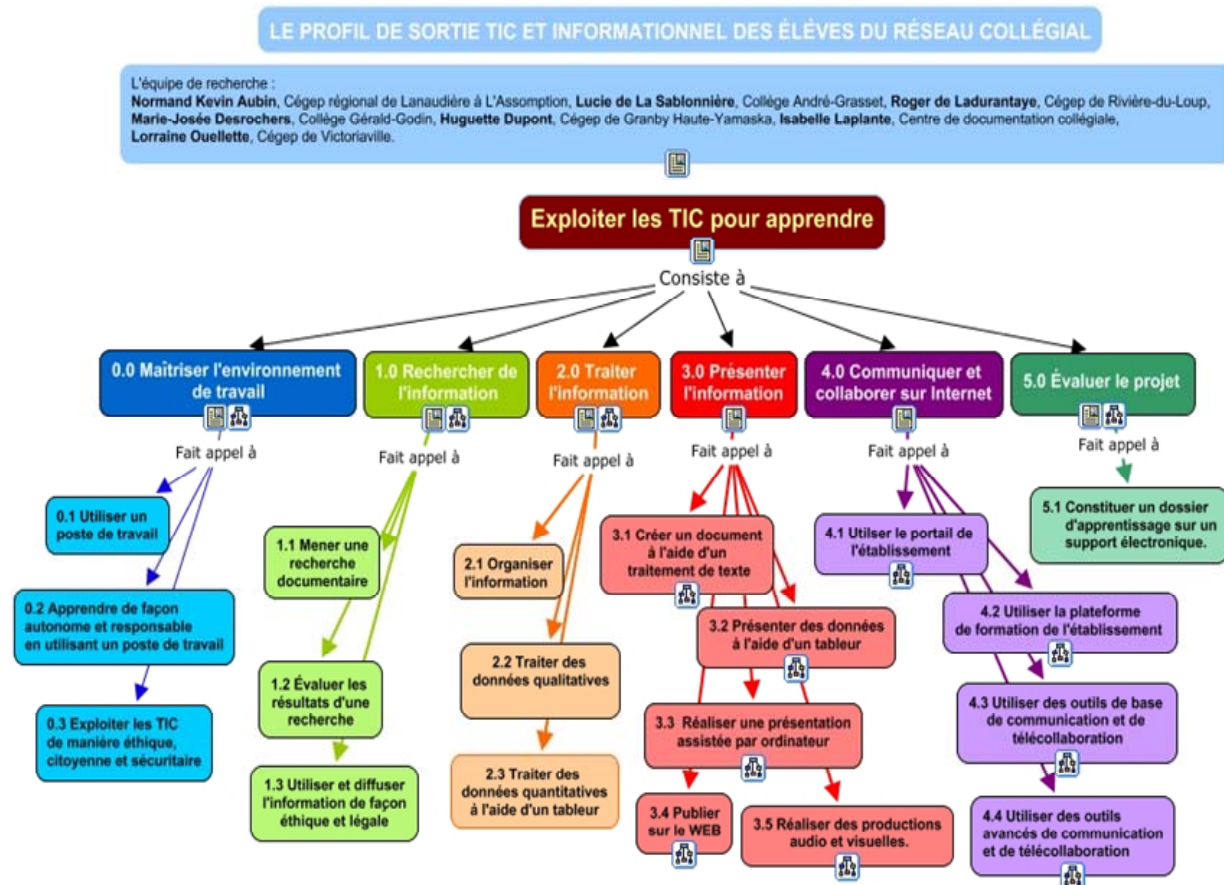 LE PROFIL DE SORTIE TIC ET INFORMATIONNEL DES ÉLÈVES DU RÉSEAU COLLÉGIAL
L'équipe de recherche :
Normand Kevin Aubin, Cégep régional de Lanaudière à L'Assomption, Lucie de La Sablonnière, Collège André-Grasset, Roger de Ladurantaye, Cégep de Rivière-du-Loup,
Marie-Josée Desrochers, Collège Gérald-Godin, Huguette Dupont, Cégep de Granby Haute-Yamaska, Isabelle Laplante, Centre de documentation collégiale,
Lorraine Ouellette, Cégep de Victoriaville.
Exploiter les TIC pour apprendre
Consiste à
0.0 Maîtriser l'environnement
de travail
Fait appel à
0.1 Utiliser un
poste de travail
0.2 Apprendre de façon
autonome et responsable
en utilisant un poste de travail
0.3 Exploiter les TIC
de manière éthique,
citoyenne et sécuritaire
1.0 Rechercher de
l'information
Fait appel à
1.1 Mener une
recherche
documentaire
1.2 Évaluer les
résultats d'une
recherche
1.3 Utiliser et diffuser
l'information de façon
éthique et légale
2.0 Traiter
l'information
Fait appel à
2.1 Organiser
l'information
2.2 Traiter des
données qualitatives
2.3 Traiter des
données quantitatives
à l'aide d'un tableur
3.0 Présenter
l'information
Fait appel à
3.1 Créer un document
à l'aide d'un
traitement de texte
3.2 Présenter des données
à l'aide d'un tableur
3.3 Réaliser une présentation
assistée par ordinateur
3.4 Publier
sur le WEB
3.5 Réaliser des productions
audio et visuelles.
4.0 Communiquer et
collaborer sur Internet
Fait appel à
4.1 Utilser le portail de
l'établissement
4.2 Utiliser la plateforme
de formation de l'établissement
4.3 Utiliser des outils de base
de communication et de
télécollaboration
4.4 Utiliser des outils
avancés de communication
et de télécollaboration
5.0 Évaluer le projet
Fait appel à
5.1 Constituer un dossier
d'apprentissage sur un
support électronique.